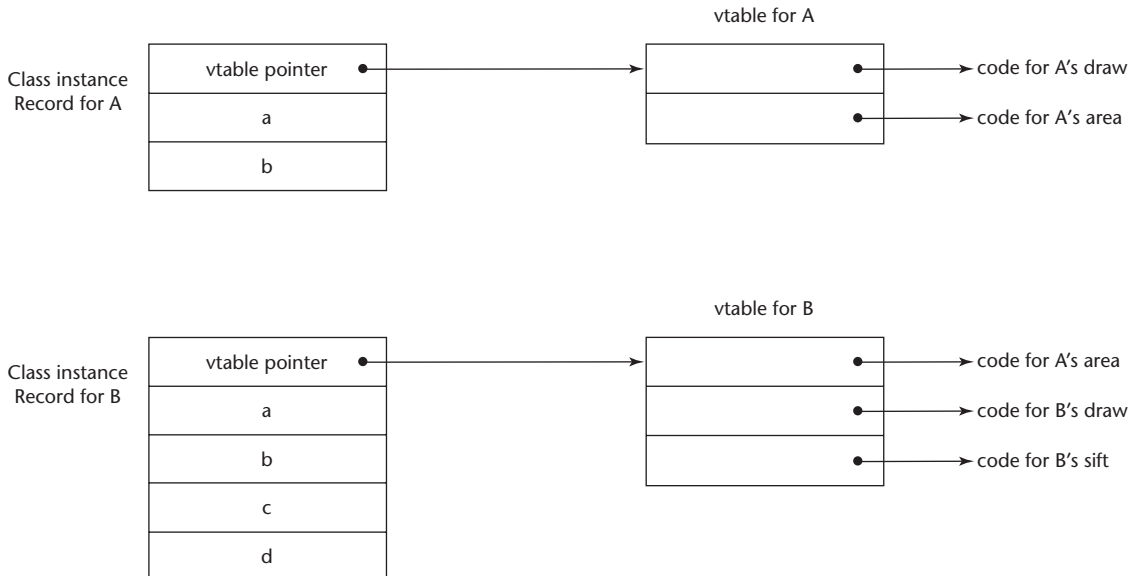 vtable for A
Class instance
Record for A
vtable pointer
a
b
code for A's draw
code for A's area
vtable for B
Class instance
Record for B
vtable pointer
a
b
c
d
code for A's area
code for B's draw
code for B's sift